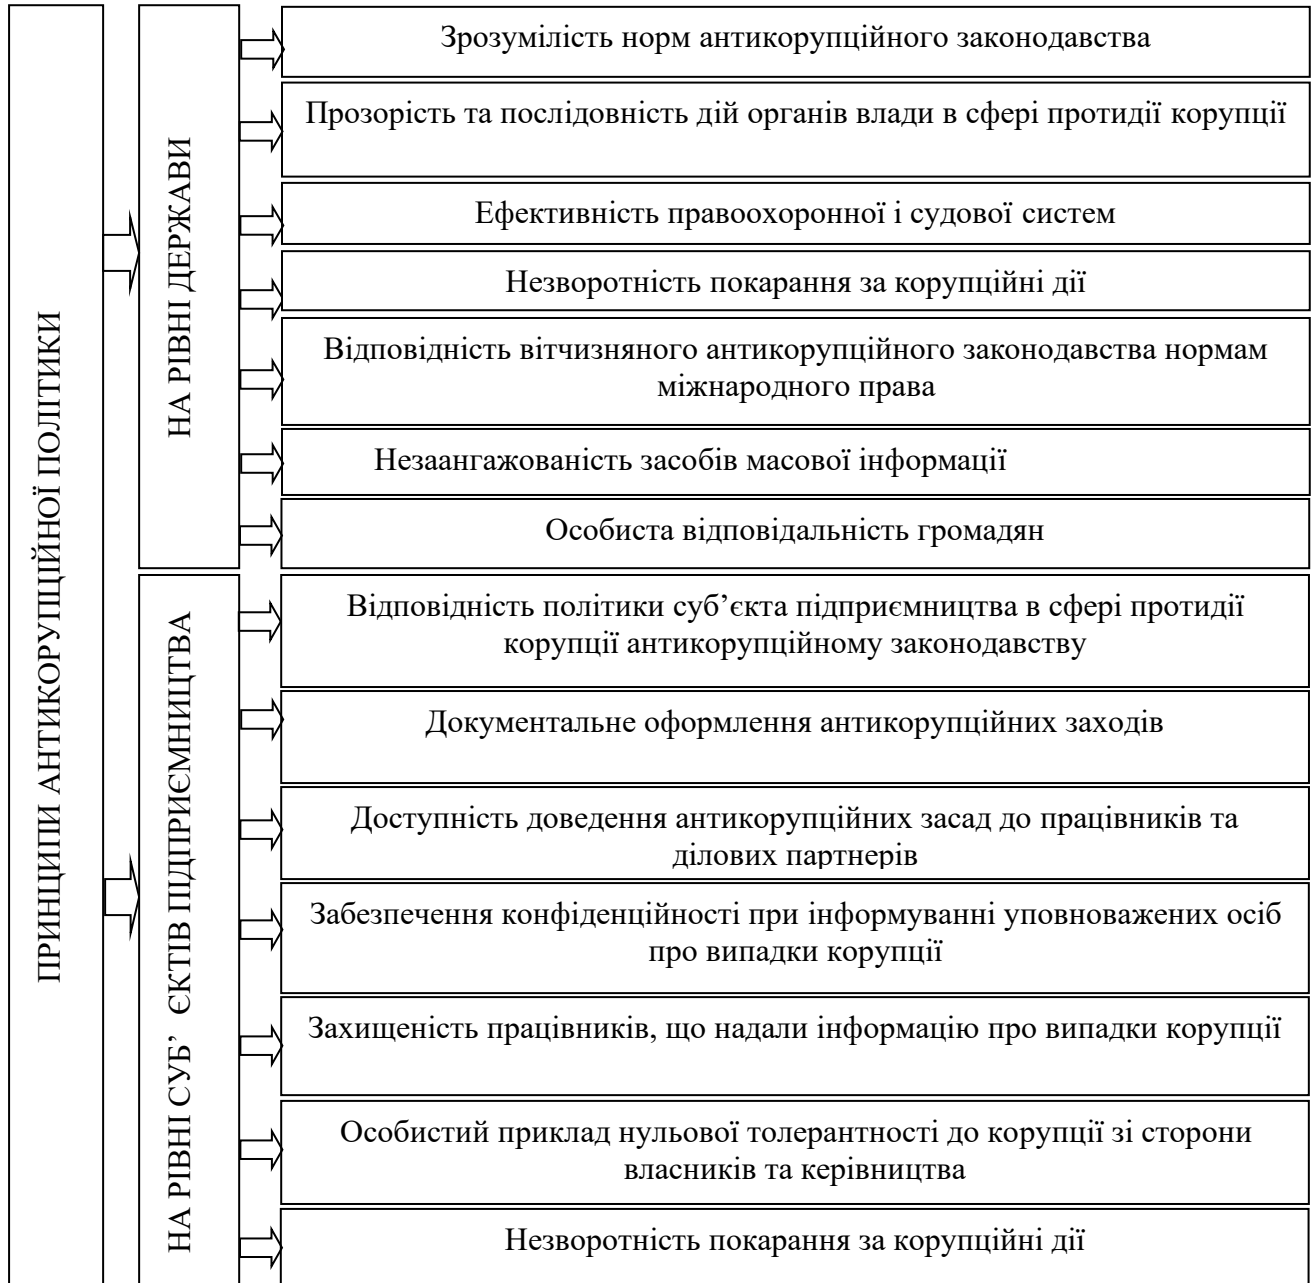 ПРИНЦИПИ АНТИКОРУПЦІЙНОЇ ПОЛІТИКИ
НА РІВНІ ДЕРЖАВИ
Зрозумілість норм антикорупційного законодавства
Прозорість та послідовність дій органів влади в сфері протидії корупції
Ефективність правоохоронної і судової систем
Незворотність покарання за корупційні дії
Відповідність вітчизняного антикорупційного законодавства нормам
міжнародного права
Незаангажованість засобів масової інформації
Особиста відповідальність громадян
НА РІВНІ СУБ’ ЄКТІВ ПІДПРИЄМНИЦТВА
Відповідність політики суб’єкта підприємництва в сфері протидії
корупції антикорупційному законодавству
Документальне оформлення антикорупційних заходів
Доступність доведення антикорупційних засад до працівників та
ділових партнерів
Забезпечення конфіденційності при інформуванні уповноважених осіб
про випадки корупції
Захищеність працівників, що надали інформацію про випадки корупції
Особистий приклад нульової толерантності до корупції зі сторони
власників та керівництва
Незворотність покарання за корупційні дії